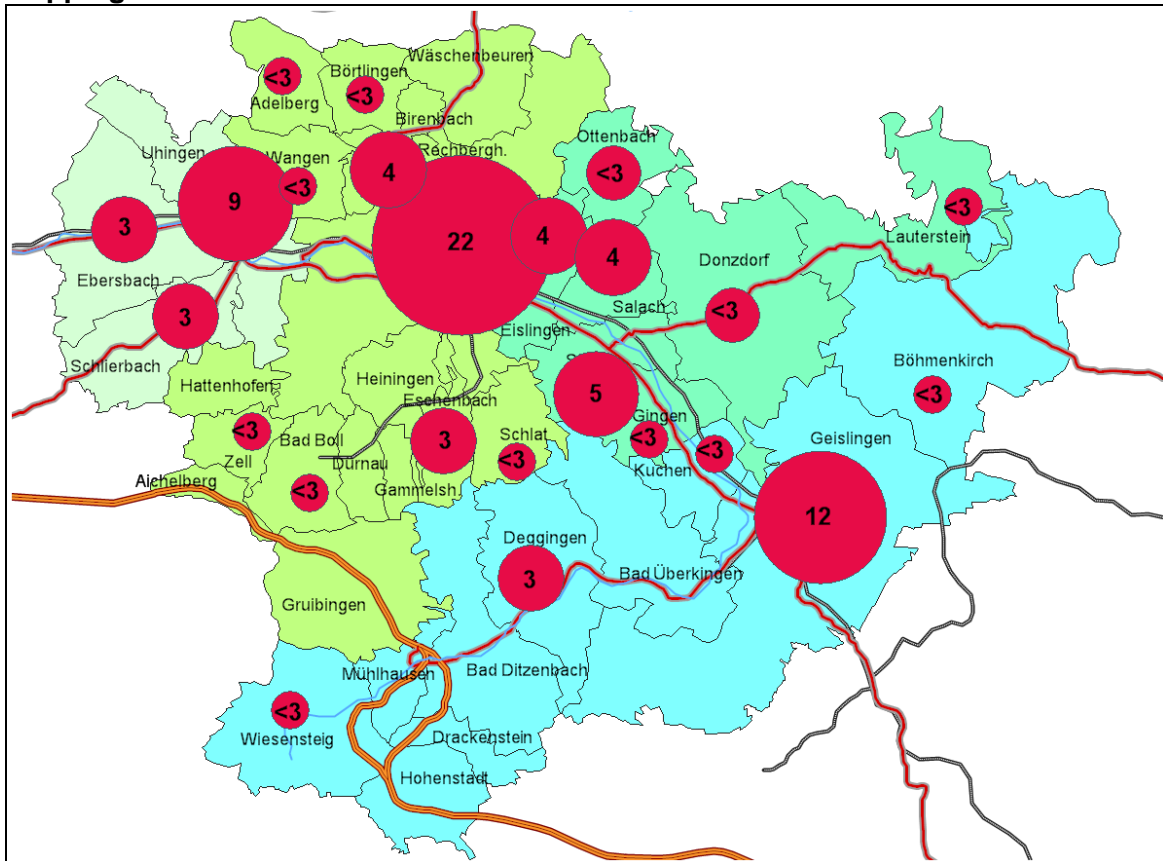 Wäschenbeuren
Börtlingen
<3
<3
Adelberg
Birenbach
Ottenbach
Rechbergh.
Uhingen
Wangen
4
<3
<3
9
<3
3
4
22
4
Lauterstein
Donzdorf
Ebersbach
<3
Salach
3
Eislingen
Schlierbach
Böhmenkirch
Heiningen
Hattenhofen
5
<3
Eschenbach
Gingen
<3
Bad Boll
3
Schlat
<3
Geislingen
Zell
Dürnau
<3
<3
Kuchen
Aichelberg
Gammelsh.
<3
12
Deggingen
3
Bad Überkingen
Gruibingen
Mühlhausen
Bad Ditzenbach
<3
Wiesensteig
Drackenstein
Hohenstadt